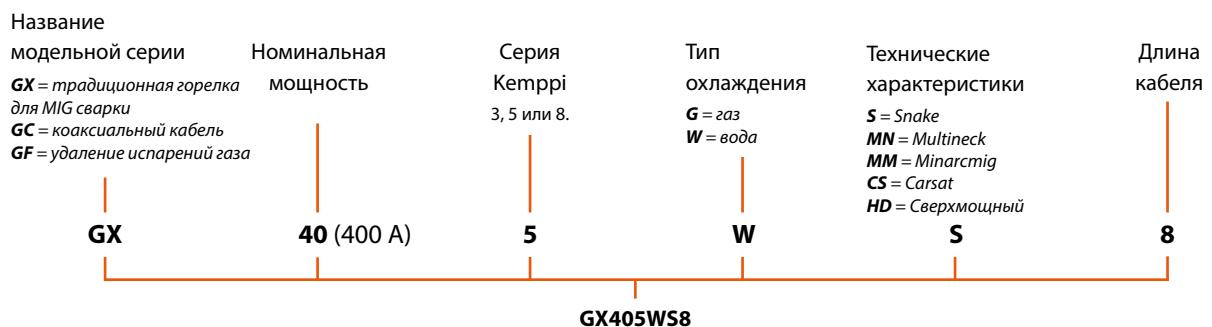 Название
модельной серии
GX = традиционная горелка
для MIG сварки
GC = коаксиальный кабель
GF = удаление испарений газа
Номинальная
мощность
Серия
Kemppi
3, 5 или 8.
Тип
охлаждения
G = газ
W = вода
Технические
характеристики
S = Snake
MN = Multineck
MM = Minarcmig
CS = Carsat
HD = Сверхмощный
Длина
кабеля
GX 40 (400 A) 5 W S 8
GX405WS8